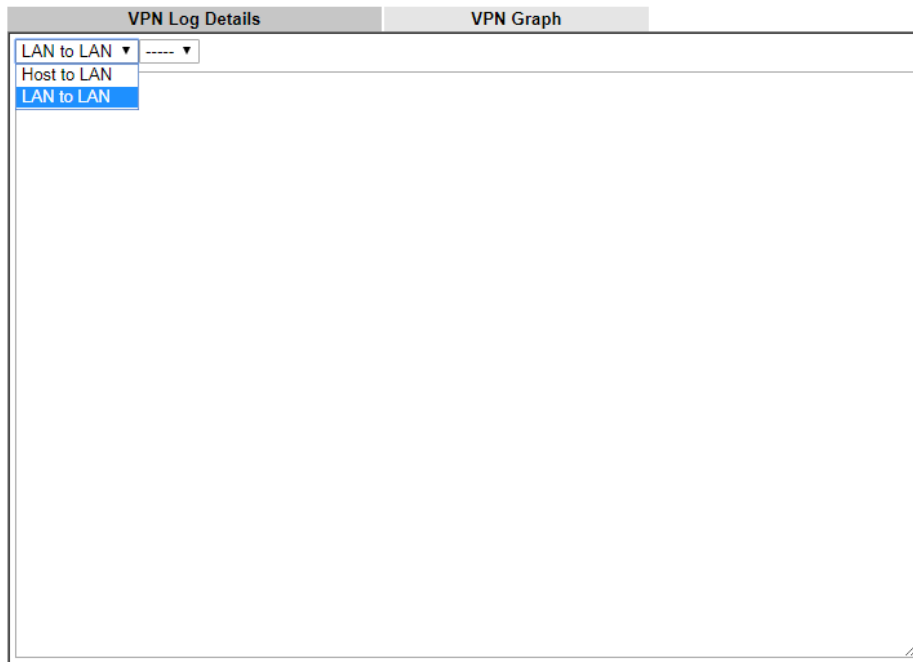 VPN Log Details VPN Graph
LAN to LAN ▼ ----- ▼
Host to LAN
LAN to LAN